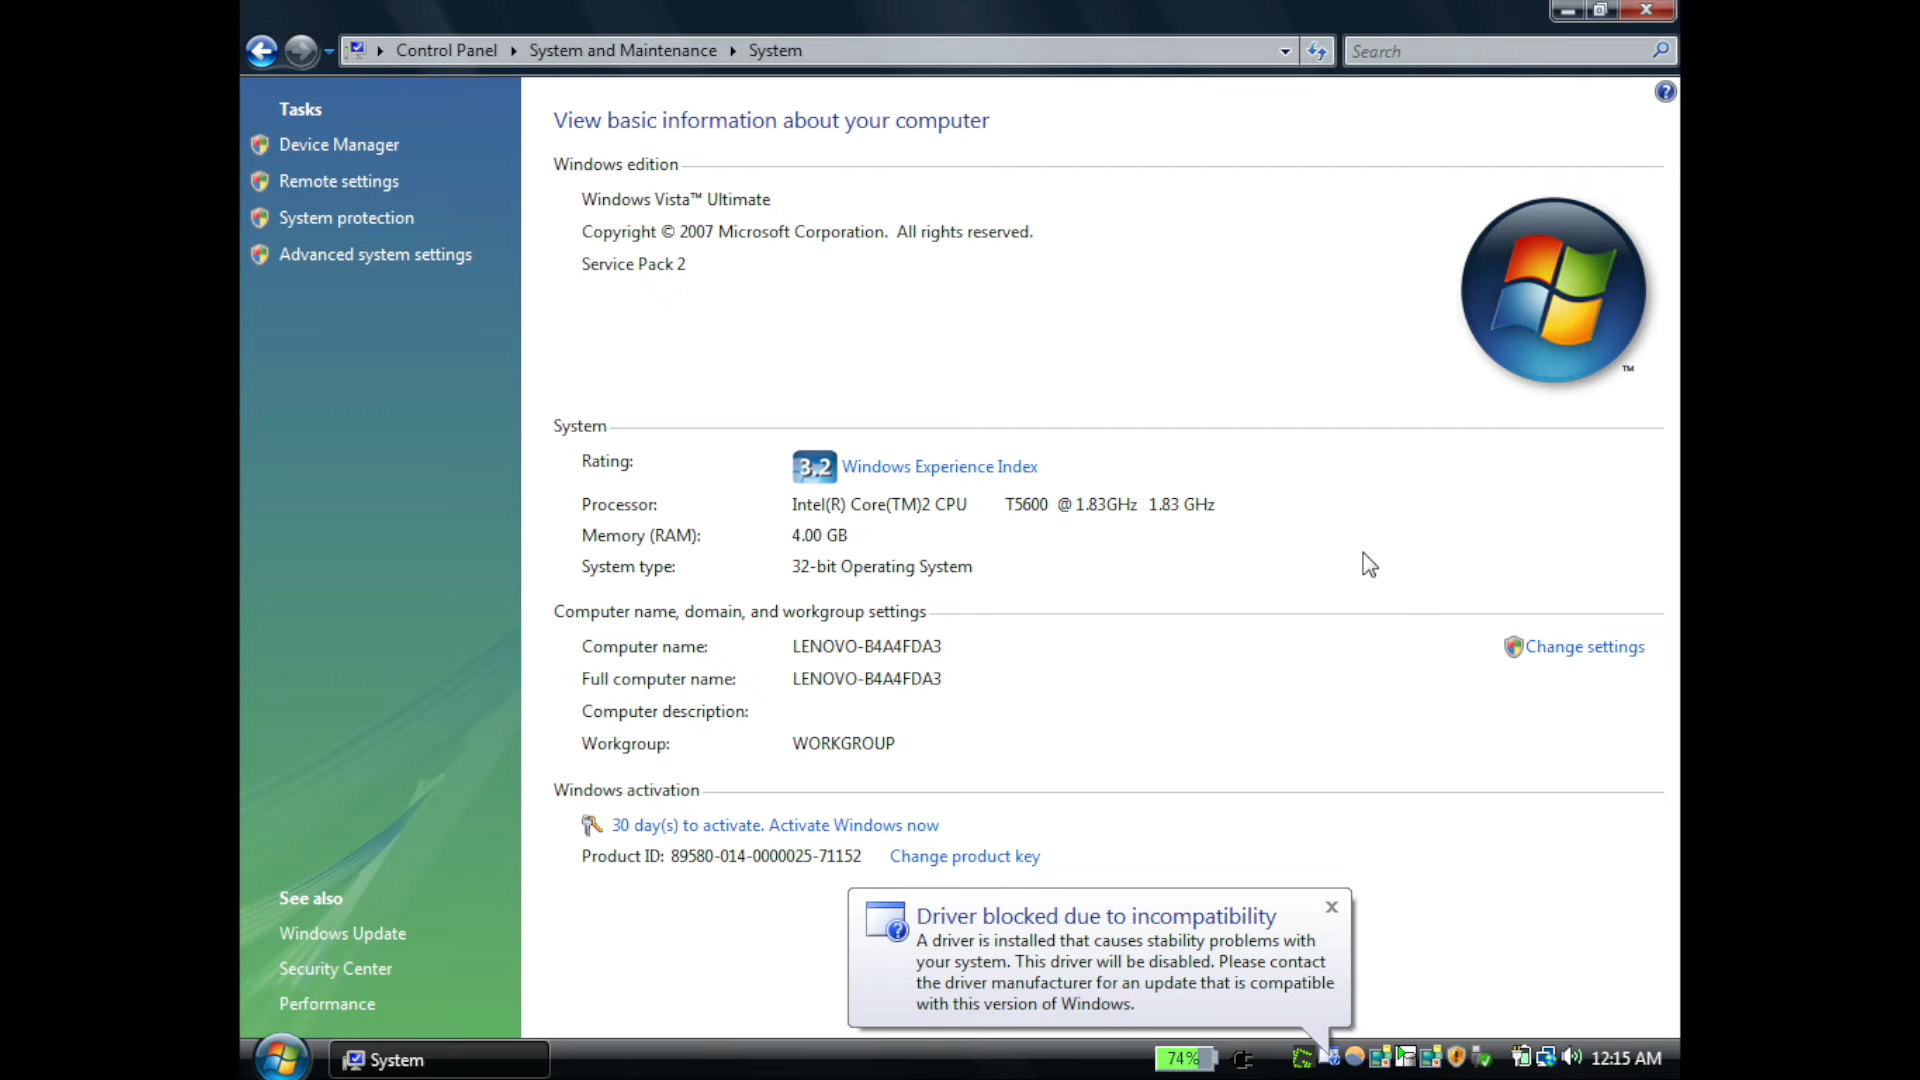 Control Panel
System and Maintenance
System
Search
Tasks
Device Manager
Remote settings
System protection
Advanced system settings
See also
Windows Update
Security Center
Performance
View basic information about your computer
Windows edition
Windows Vista™ Ultimate
Copyright © 2007 Microsoft Corporation. All rights reserved.
Service Pack 2
TM
System
Rating:
3.2 Windows Experience Index
Processor:
Intel(R) Core(TM)2 CPU T5600 @ 1.83GHz 1.83 GHz
Memory (RAM):
4.00 GB
System type:
32-bit Operating System
Computer name, domain, and workgroup settings
Computer name:
LENOVO-B4A4FDA3
Change settings
Full computer name:
LENOVO-B4A4FDA3
Computer description:
Workgroup:
WORKGROUP
Windows activation
30 day(s) to activate. Activate Windows now
Product ID: 89580-014-0000025-71152
Change product key
Driver blocked due to incompatibility
A driver is installed that causes stability problems with
your system. This driver will be disabled. Please contact
the driver manufacturer for an update that is compatible
with this version of Windows.
System
74%
12:15 AM